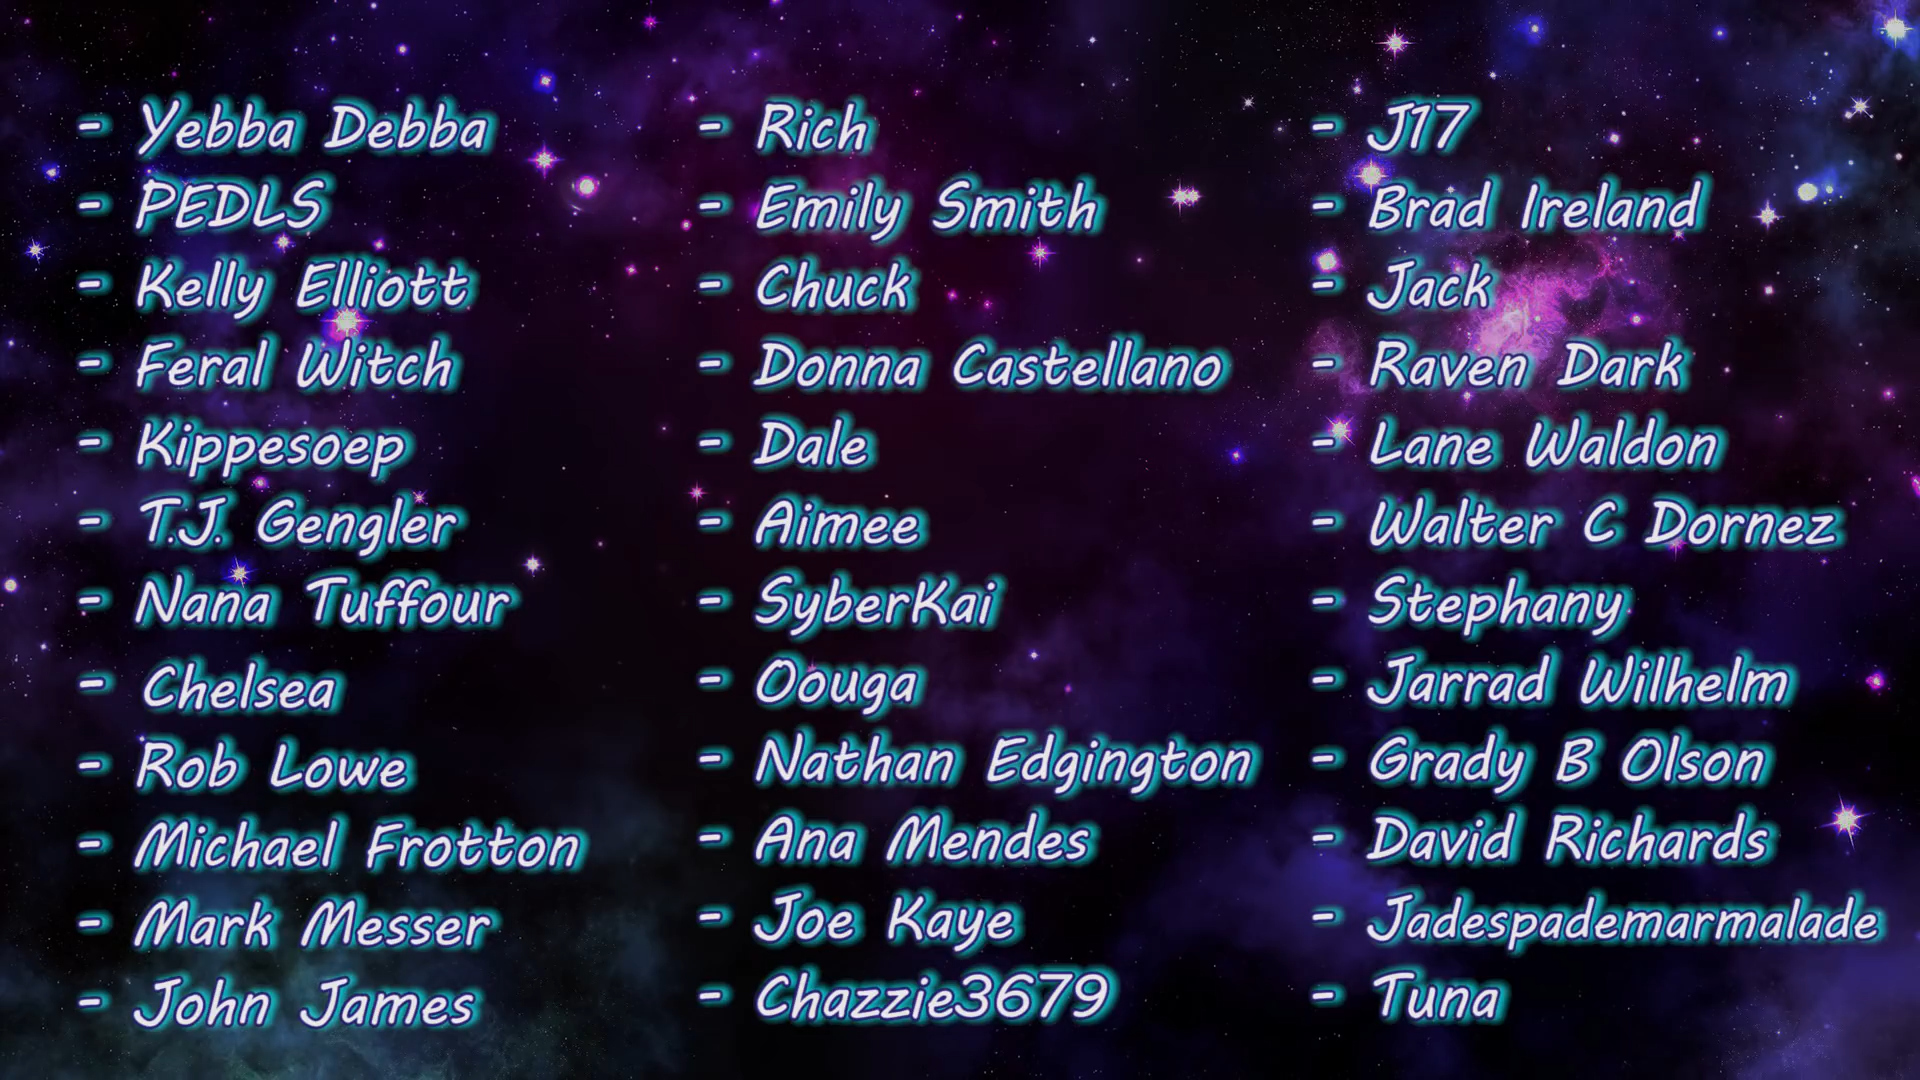 - Yebba Debba
- PEDLS
- Kelly Elliott
- Feral Witch
- Kippesoep
- T.J. Gengler
- Nana Tuffour
- Chelsea
- Rob Lowe
- Michael Frotton
- Mark Messer
- John James
- Rich
- Emily Smith
- Chuck
- Donna Castellano
- Dale
- Aimee
- SyberKai
- Oouga
- Nathan Edgington
- Ana Mendes
- Joe Kaye
- Chazzie3679
- J17
- Brad Ireland
- Jack
- Raven Dark
- Lane Waldon
- Walter C Dornez
- Stephany
- Jarrad Wilhelm
- Grady B Olson
- David Richards
- Jadespademarmalade
- Tuna